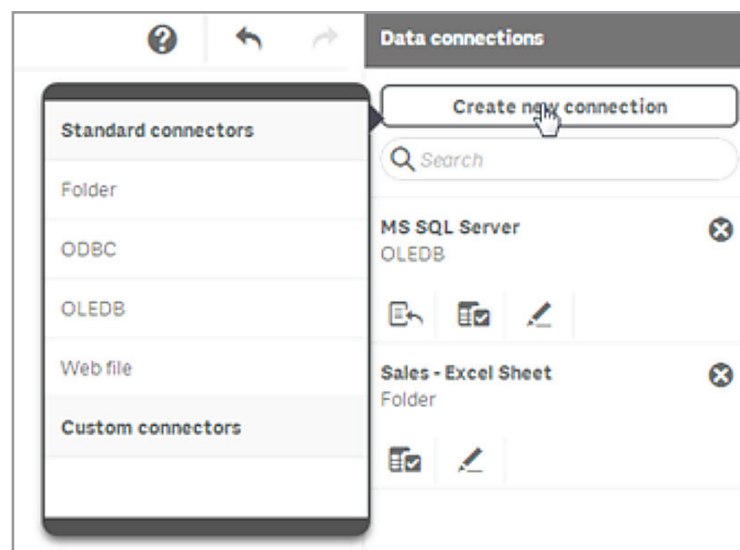 Data connections
Create new connection
Search
Standard connectors
Folder
ODBC
OLEDB
Web file
Custom connectors
MS SQL Server
OLEDB
Sales - Excel Sheet
Folder